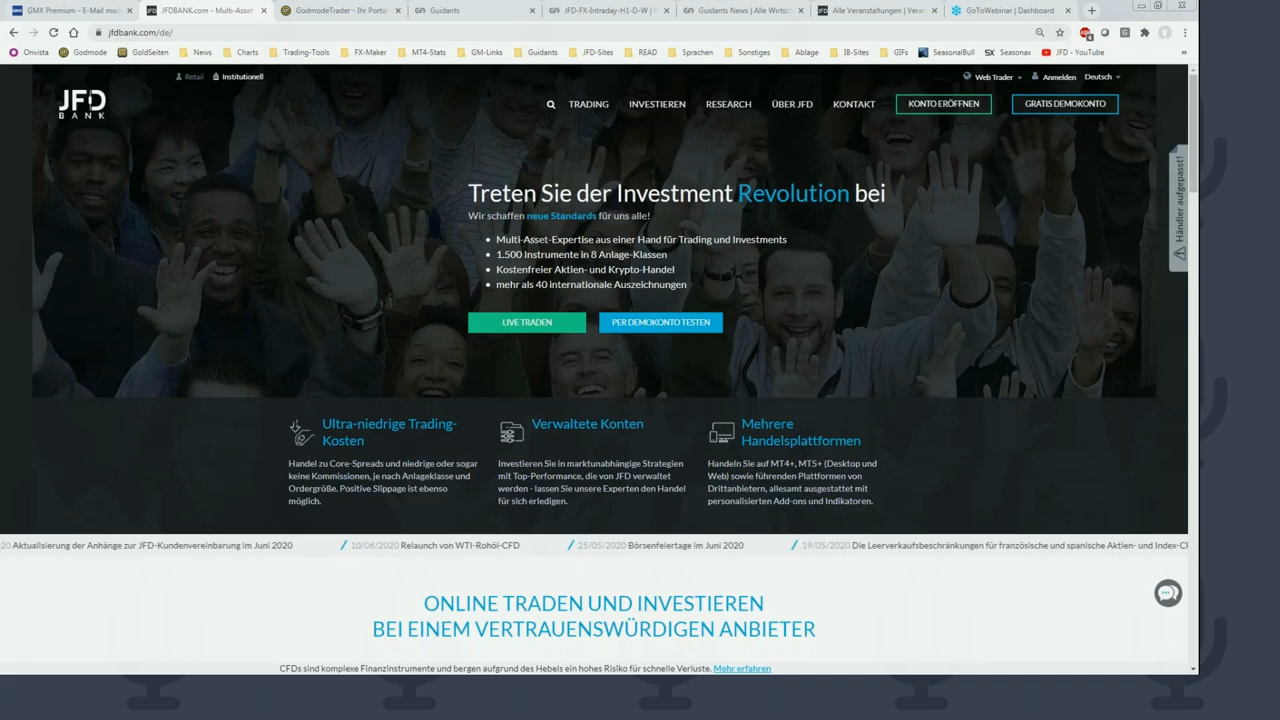 GMX Premium - E-Mail made
JFDBANK.com - Multi-Asset
GodmodeTrader - Ihr Portal
Guidants
JFD-FX-Intraday-H1-D-W | G
Guidants News | Alle Wirtsc
Alle Veranstaltungen | Veran
GoToWebinar | Dashboard
jfdbank.com/de/
Onvista
Godmode
GoldSeiten
News
Charts
Trading-Tools
FX-Maker
MT4-Stats
GM-Links
Guidants
JFD-Sites
READ
Sprachen
Sonstiges
Ablage
IB-Sites
GIFs
SeasonalBull
Seasonax
JFD - YouTube
Retail
Institutionell
Web Trader
Anmelden
Deutsch
JFD
BANK
TRADING
INVESTIEREN
RESEARCH
ÜBER JFD
KONTAKT
KONTO ERÖFFNEN
GRATIS DEMOKONTO
Händler aufgepasst!
Treten Sie der Investment Revolution bei
Wir schaffen neue Standards für uns alle!
• Multi-Asset-Expertise aus einer Hand für Trading und Investments
• 1.500 Instrumente in 8 Anlage-Klassen
• Kostenfreier Aktien- und Krypto-Handel
• mehr als 40 internationale Auszeichnungen
LIVE TRADEN
PER DEMOKONTO TESTEN
Ultra-niedrige Trading-
Kosten
Handel zu Core-Spreads und niedrige oder sogar
keine Kommissionen, je nach Anlageklasse und
Ordergröße. Positive Slippage ist ebenso
möglich.
Verwaltete Konten
Investieren Sie in marktunabhängige Strategien
mit Top-Performance, die von JFD verwaltet
werden - lassen Sie unsere Experten den Handel
für sich erledigen.
Mehrere
Handelsplattformen
Handeln Sie auf MT4+, MT5+ (Desktop und
Web) sowie führenden Plattformen von
Drittanbietern, allesamt ausgestattet mit
personalisierten Add-ons und Indikatoren.
20 Aktualisierung der Anhänge zur JFD-Kundenvereinbarung im Juni 2020
10/06/2020 Relaunch von WTI-Rohöl-CFD
25/05/2020 Börsenfeiertage im Juni 2020
19/05/2020 Die Leerverkaufsbeschränkungen für französische und spanische Aktien- und Index-CF
ONLINE TRADEN UND INVESTIEREN
BEI EINEM VERTRAUENSWÜRDIGEN ANBIETER
CFDs sind komplexe Finanzinstrumente und bergen aufgrund des Hebels ein hohes Risiko für schnelle Verluste. Mehr erfahren